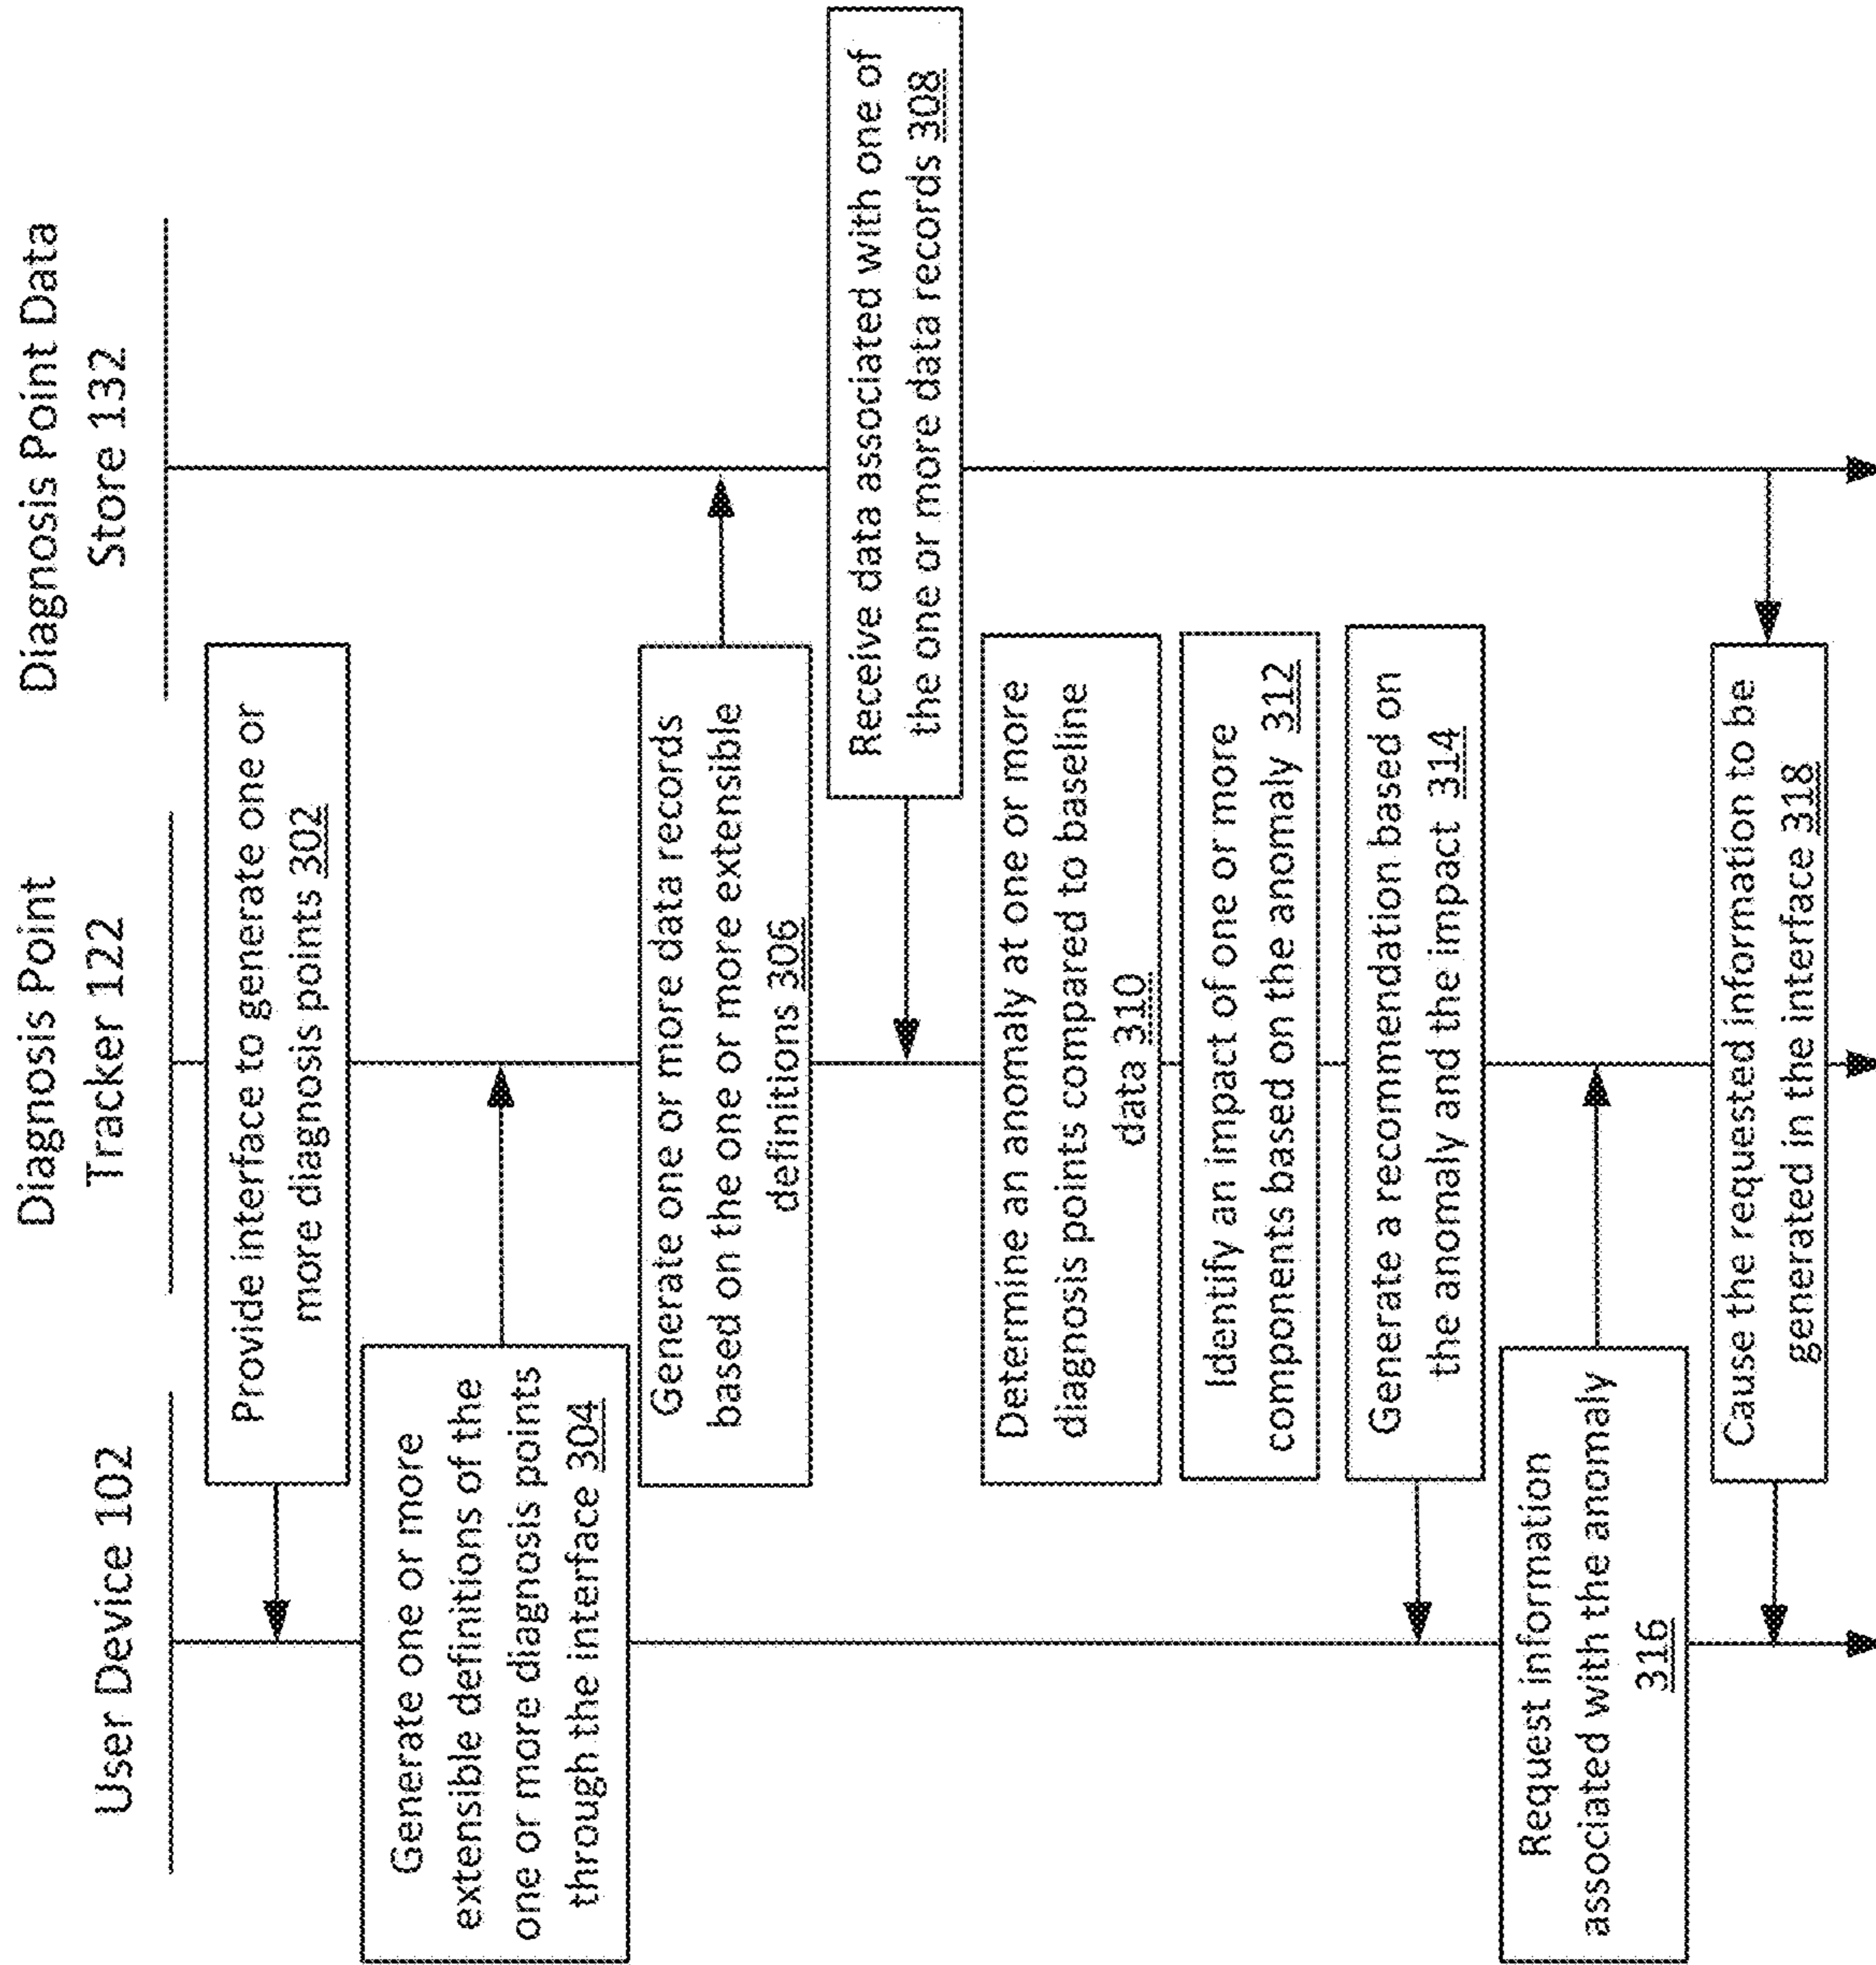 User Device 102
Diagnosis Point
Tracker 122
Diagnosis Point Data
Store 132
Provide interface to generate one or
more diagnosis points 302
Generate one or more
extensible definitions of the
one or more diagnosis points
through the interface 304
Generate one or more data records
based on the one or more extensible
definitions 306
Receive data associated with one of
the one or more data records 308
Determine an anomaly at one or more
diagnosis points compared to baseline
data 310
Identify an impact of one or more
components based on the anomaly 312
Generate a recommendation based on
the anomaly and the impact 314
Request information
associated with the anomaly
316
Cause the requested information to be
generated in the interface 318